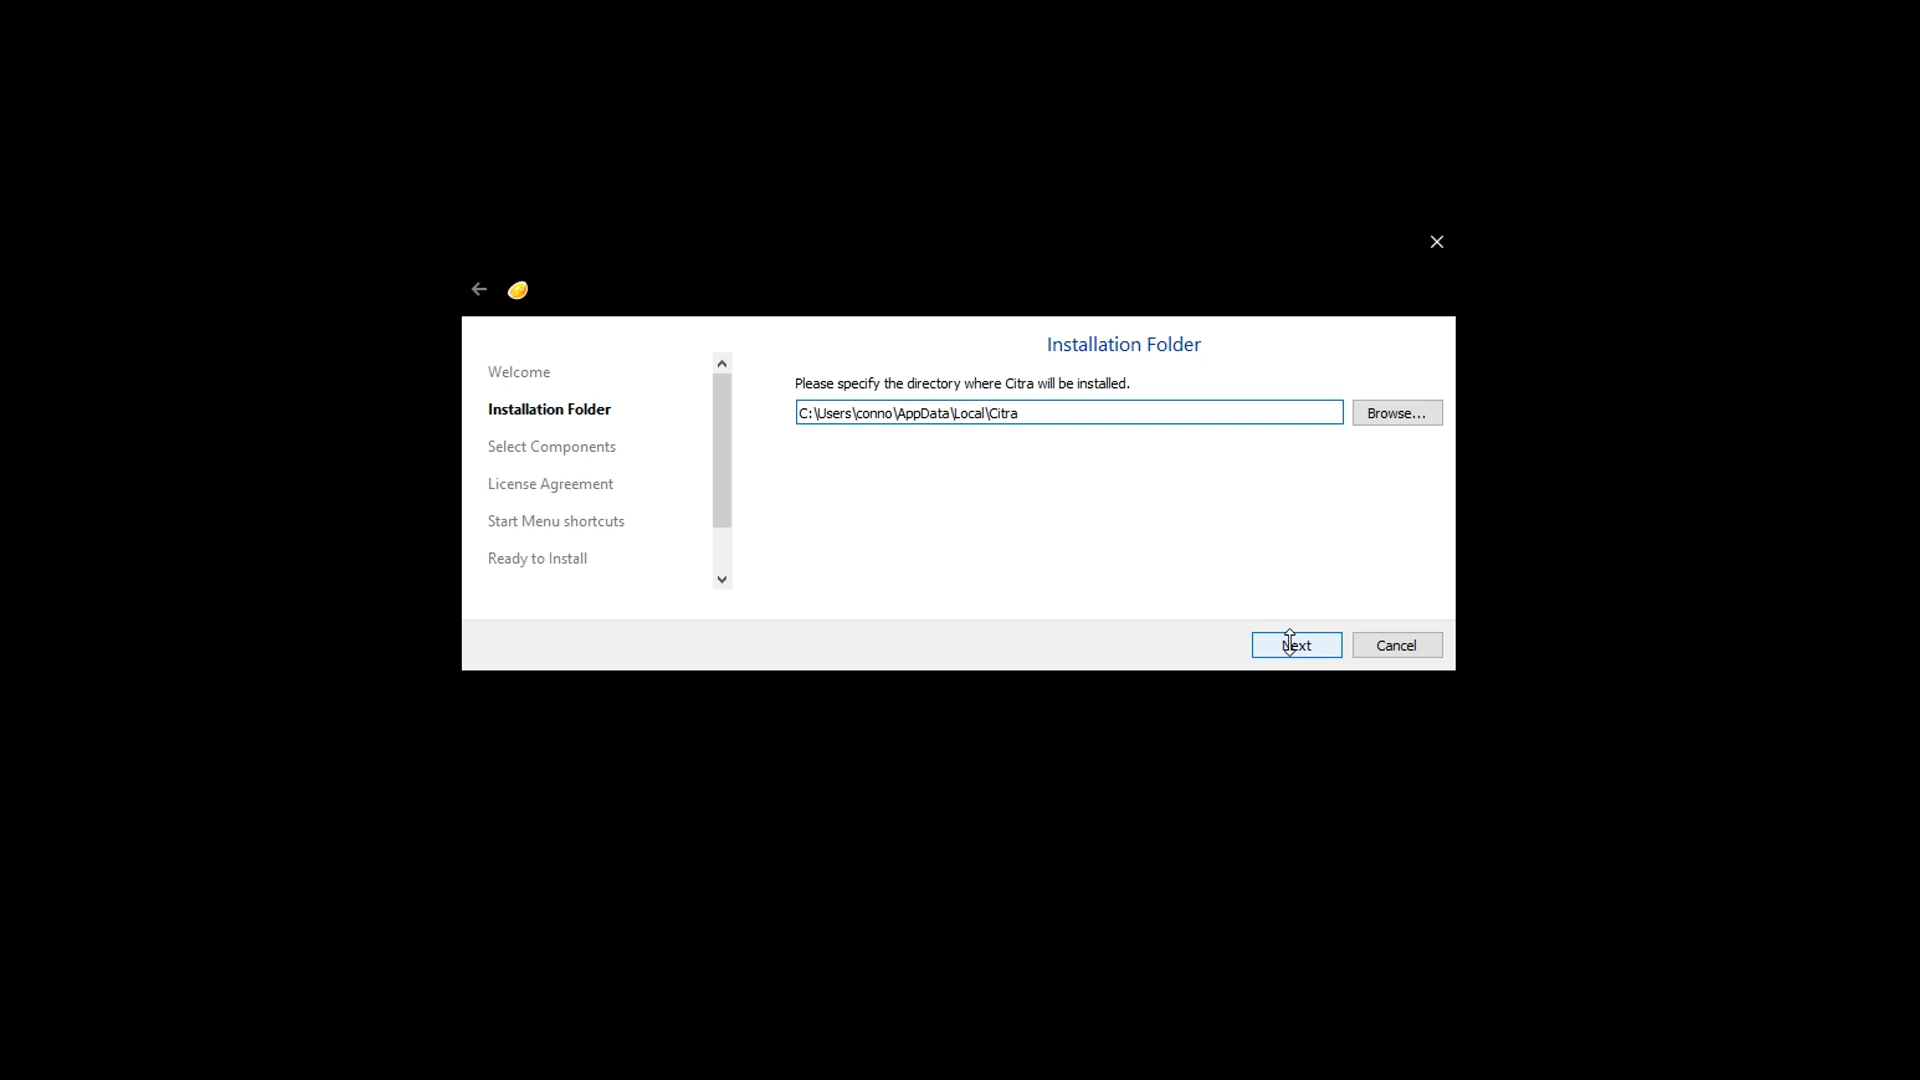 Welcome
Installation Folder
Select Components
License Agreement
Start Menu shortcuts
Ready to Install
Installation Folder
Please specify the directory where Citra will be installed.
C:\Users\conno\AppData\Local\Citra
Browse...
Next
Cancel